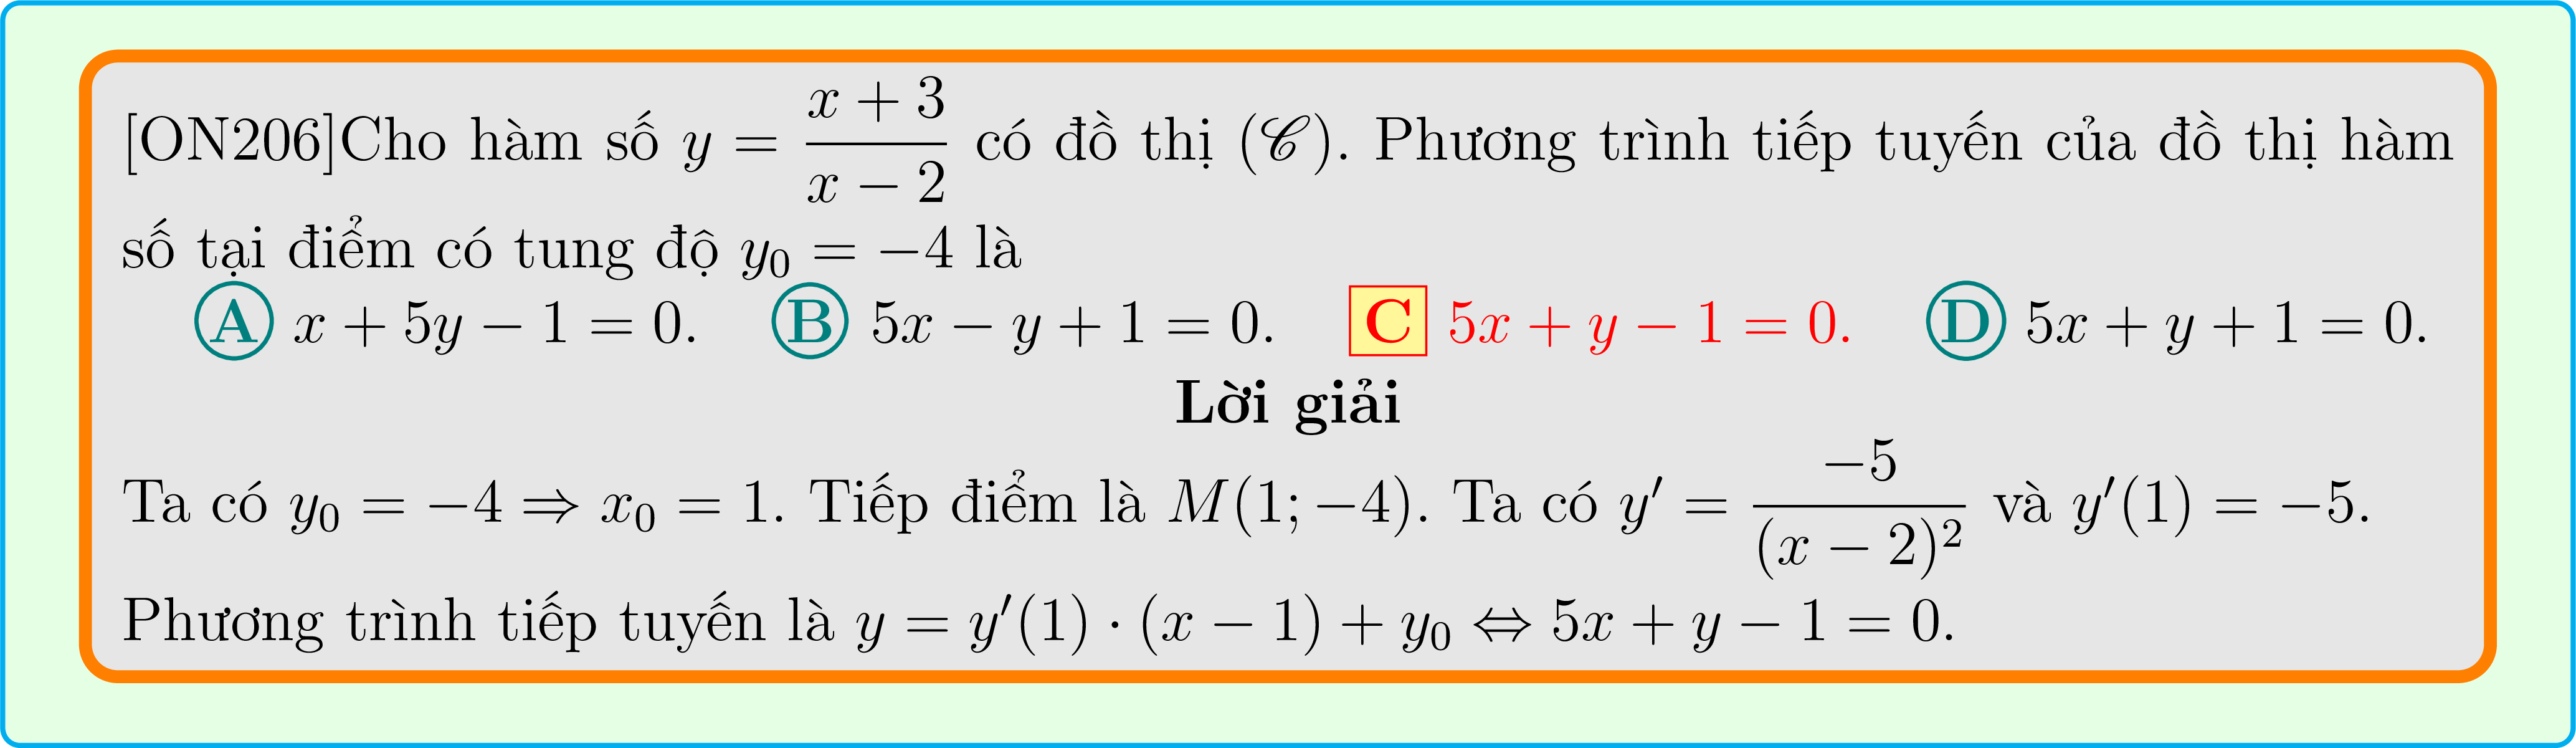 [ON206]Cho hàm số $y = \dfrac{x+3}{x-2}$ có đồ thị $(\mathscr{C})$. Phương trình tiếp tuyến của đồ thị hàm
số tại điểm có tung độ $y_0 = -4$ là
A $x + 5y - 1 = 0$. B $5x - y + 1 = 0$. C $5x + y - 1 = 0$. D $5x + y + 1 = 0$.
Lời giải
Ta có $y_0 = -4 \Rightarrow x_0 = 1$. Tiếp điểm là $M(1; -4)$. Ta có $y' = \dfrac{-5}{(x-2)^2}$ và $y'(1) = -5$.
Phương trình tiếp tuyến là $y = y'(1) \cdot (x - 1) + y_0 \Leftrightarrow 5x + y - 1 = 0$.